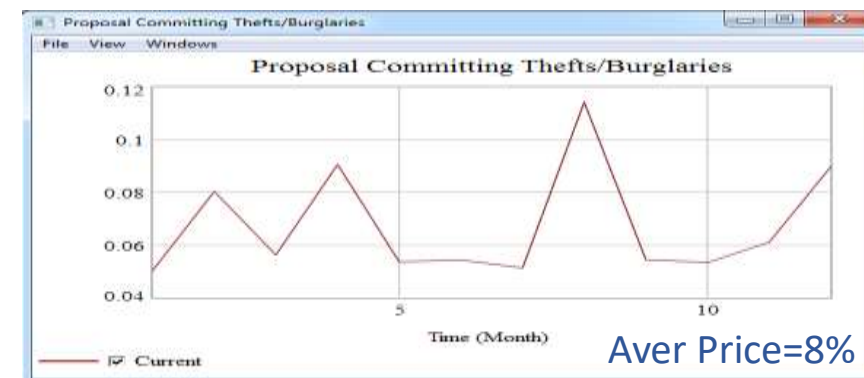 Proposal Committing Thefts/Burglaries
File View Windows
Proposal Committing Thefts/Burglaries
0.12
0.1
0.08
0.06
0.04
5 10
Time (Month)
Current
Aver Price=8%